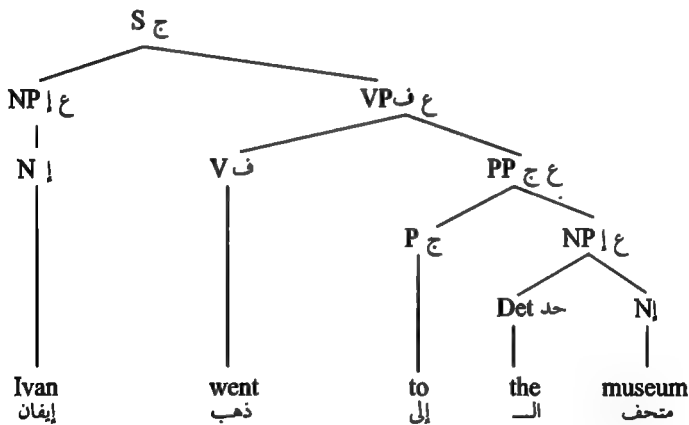 S ج
NP ع إ VP ع ف
N إ V ف PP ع ج
P ج NP ع إ
Det حد N إ
Ivan went to the museum
إيفان ذهب إلى الـ متحف